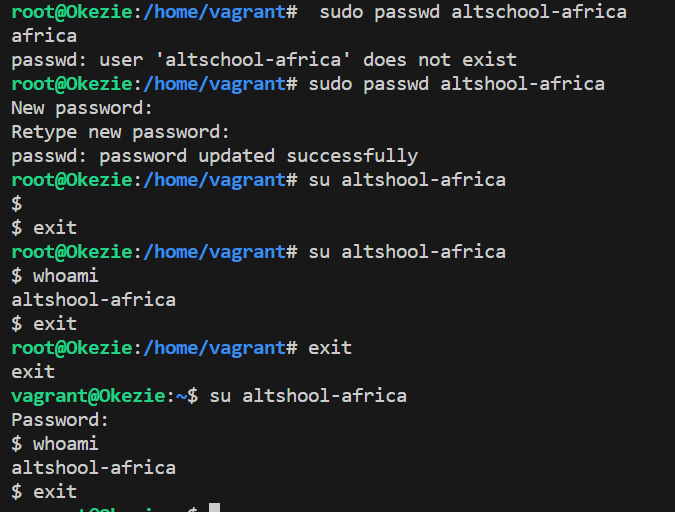 root@Okezie:/home/vagrant#  sudo passwd altschool-africa
africa
passwd: user 'altschool-africa' does not exist
root@Okezie:/home/vagrant# sudo passwd altshool-africa
New password:
Retype new password:
passwd: password updated successfully
root@Okezie:/home/vagrant# su altshool-africa
$
$ exit
root@Okezie:/home/vagrant# su altshool-africa
$ whoami
altshool-africa
$ exit
root@Okezie:/home/vagrant# exit
exit
vagrant@Okezie:~$ su altshool-africa
Password:
$ whoami
altshool-africa
$ exit